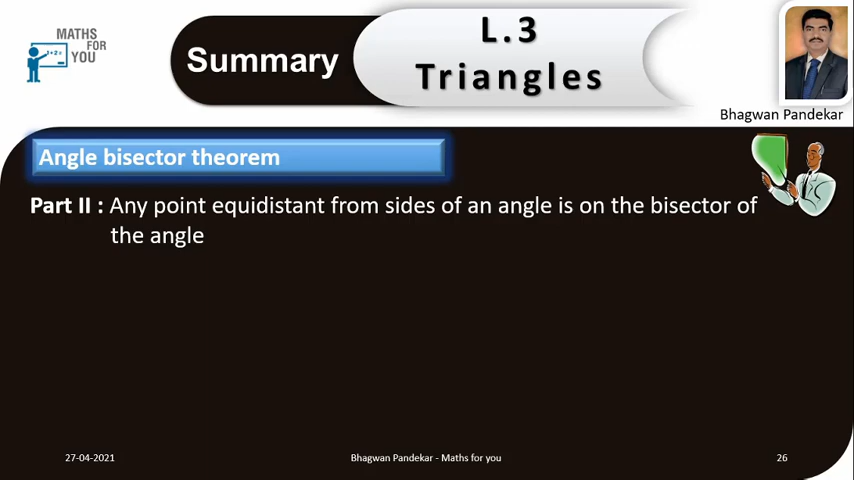 MATHS
FOR
YOU
Summary
L.3
Triangles
Bhagwan Pandekar
Angle bisector theorem
Part II : Any point equidistant from sides of an angle is on the bisector of
the angle
27-04-2021
Bhagwan Pandekar - Maths for you
26